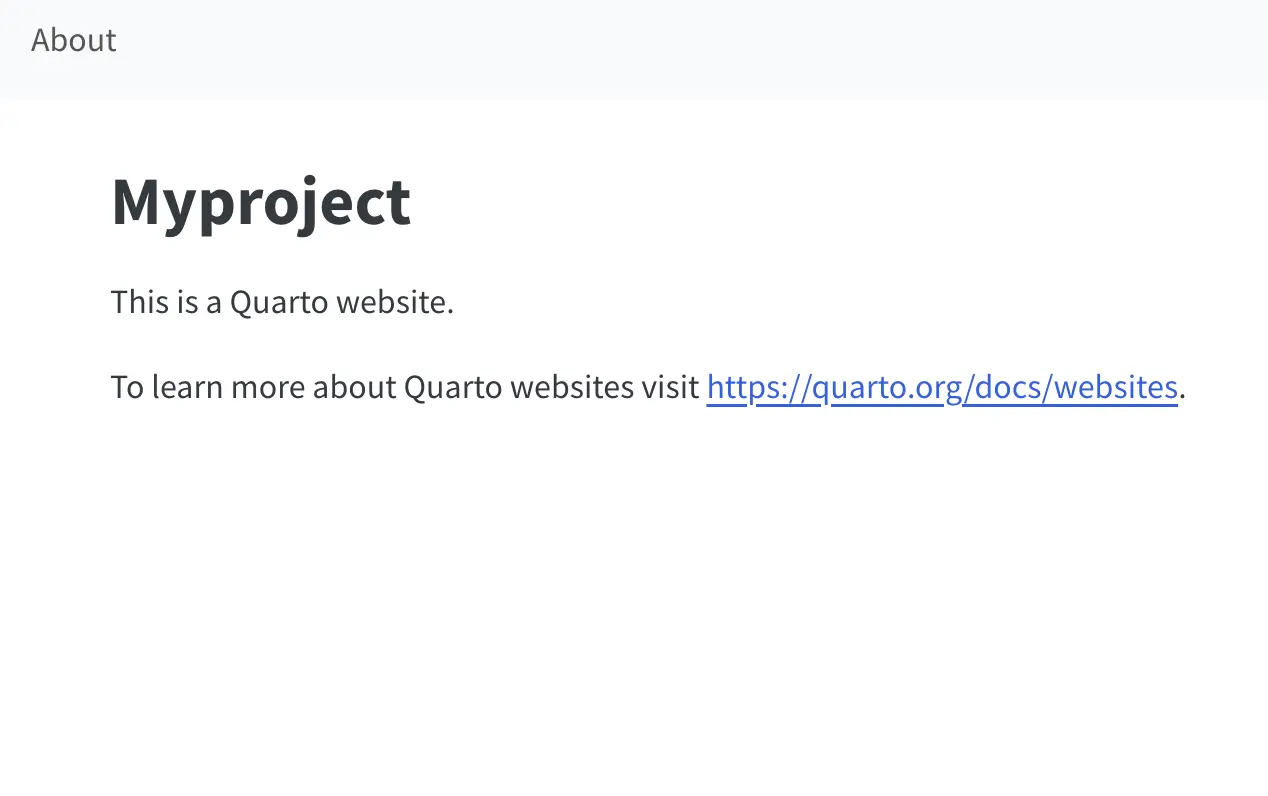 About
Myproject
This is a Quarto website.
To learn more about Quarto websites visit https://quarto.org/docs/websites.